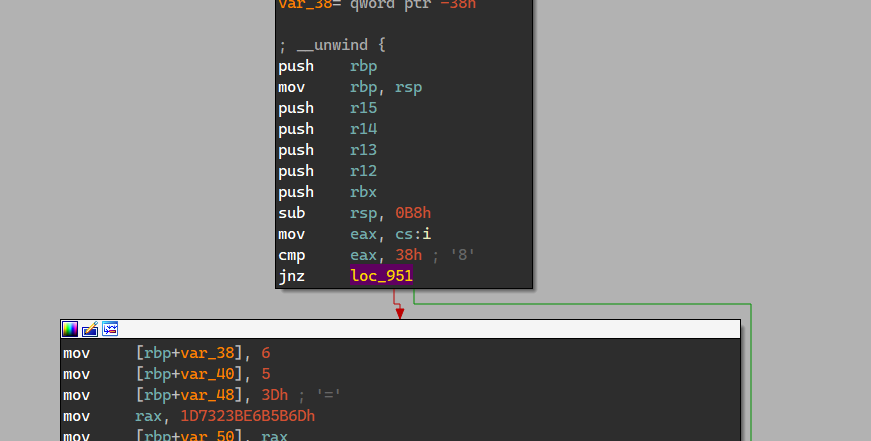 var_38= qword ptr -38h
; __unwind {
push rbp
mov rbp, rsp
push r15
push r14
push r13
push r12
push rbx
sub rsp, 0B8h
mov eax, cs:i
cmp eax, 38h ; '8'
jnz loc_951
mov [rbp+var_38], 6
mov [rbp+var_40], 5
mov [rbp+var_48], 3Dh ; '='
mov rax, 1D7323BE6B5B6Dh
mov [rbp+var_50], rax